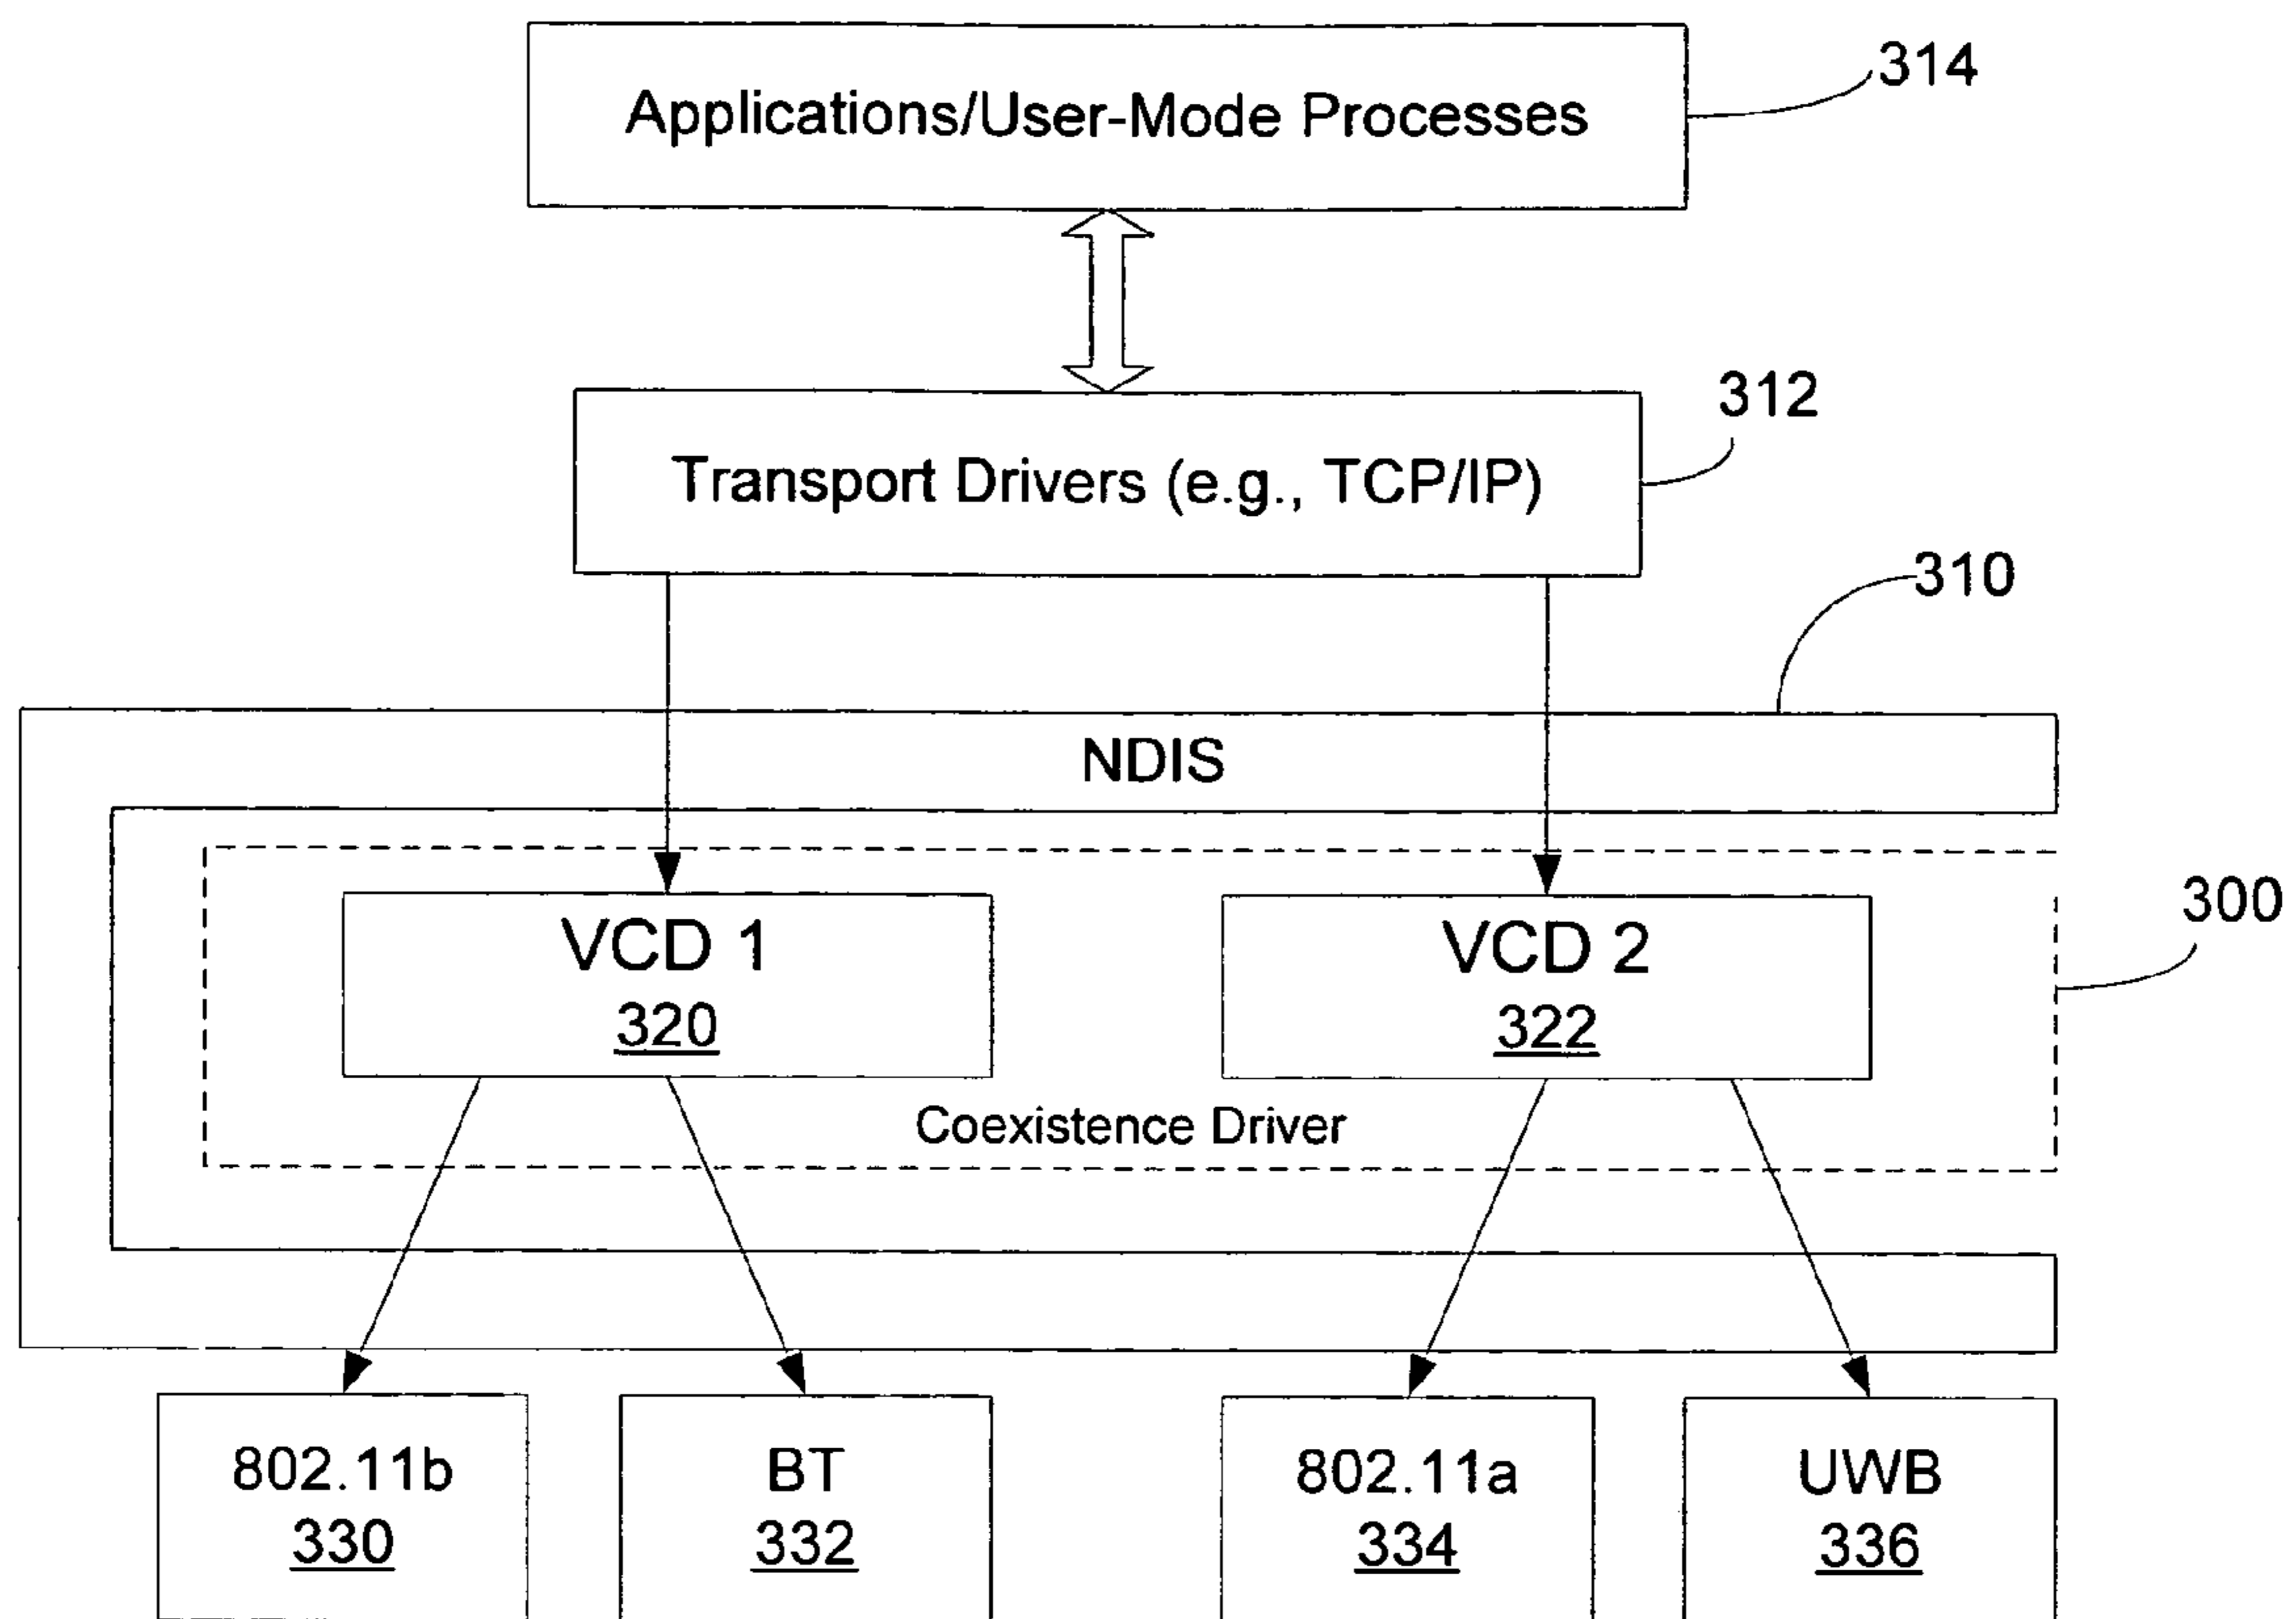 Applications/User-Mode Processes
314
Transport Drivers (e.g., TCP/IP)
312
310
NDIS
300
VCD 1
320
VCD 2
322
Coexistence Driver
802.11b
330
BT
332
802.11a
334
UWB
336